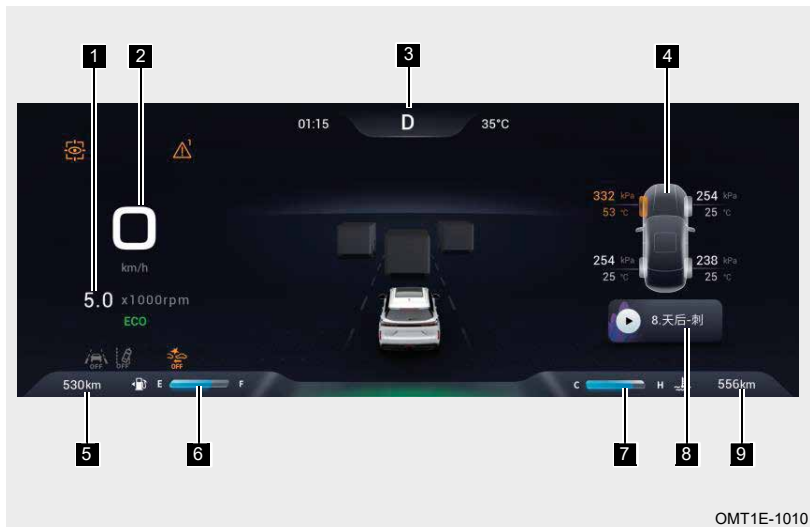 1 2 3 4
01:15 D 35°C
332 kPa 254 kPa
53 °C 25 °C
0
km/h
254 kPa 238 kPa
25 °C 25 °C
5.0 x1000rpm
ECO
8.天后-刺
OFF OFF OFF
530km E F C H 556km
5 6 7 8 9
OMT1E-1010